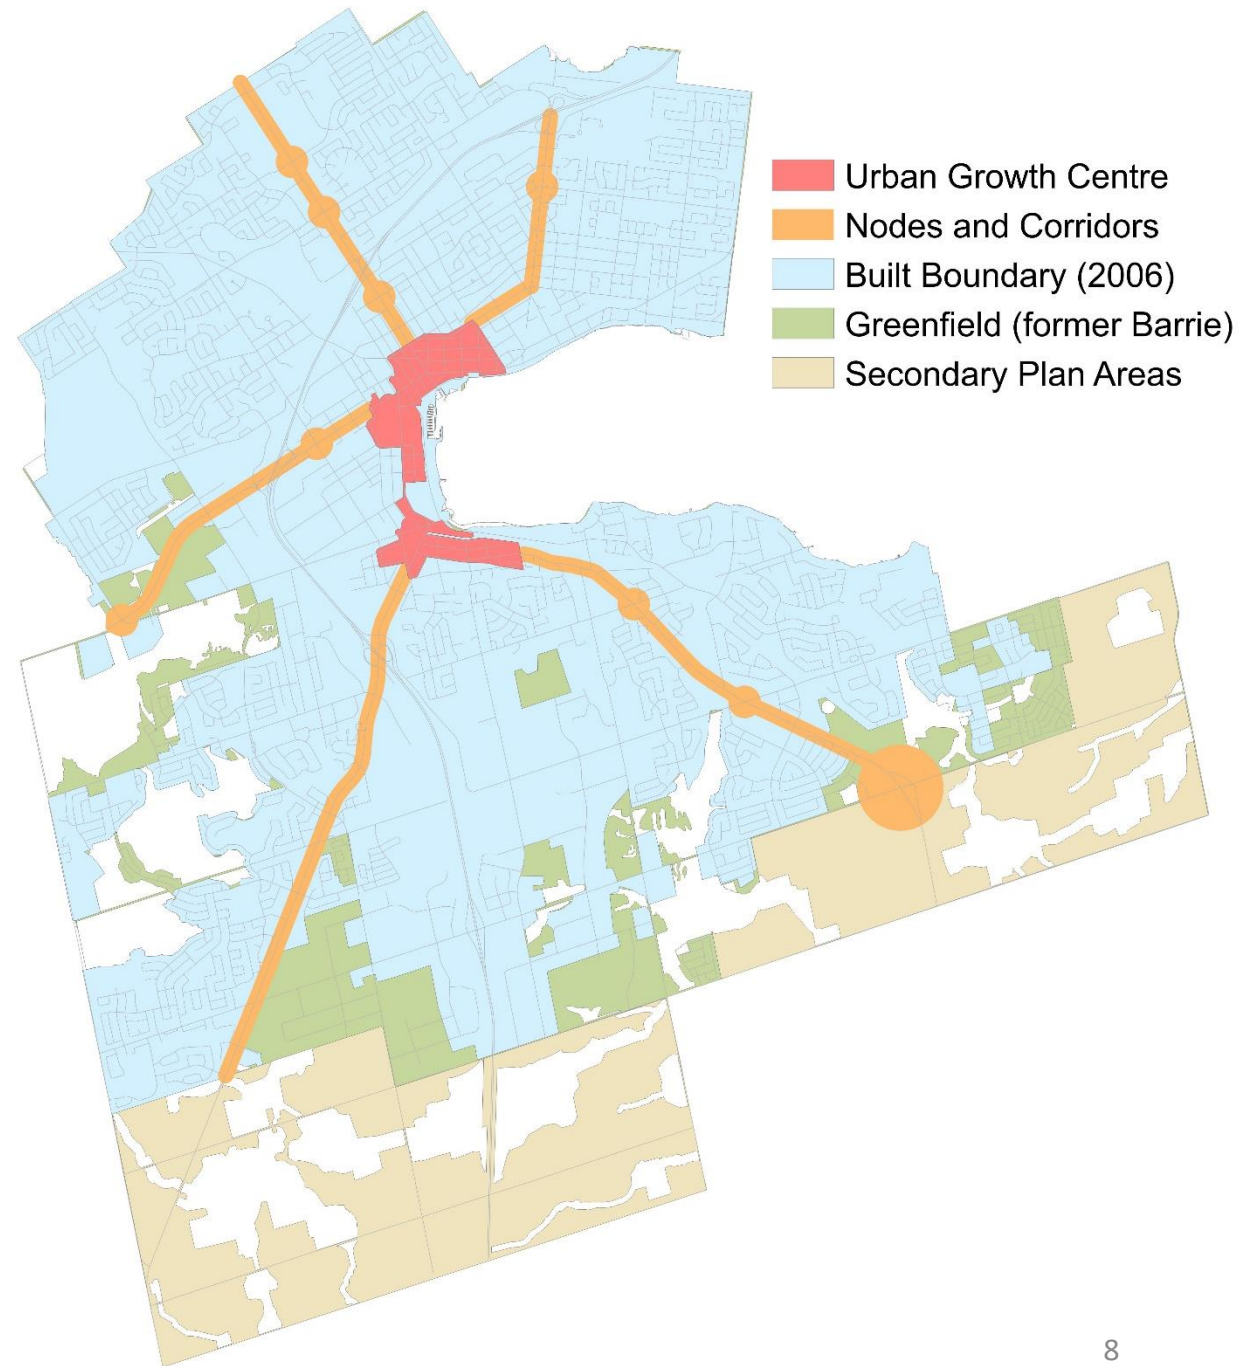 Urban Growth Centre
Nodes and Corridors
Built Boundary (2006)
Greenfield (former Barrie)
Secondary Plan Areas
8